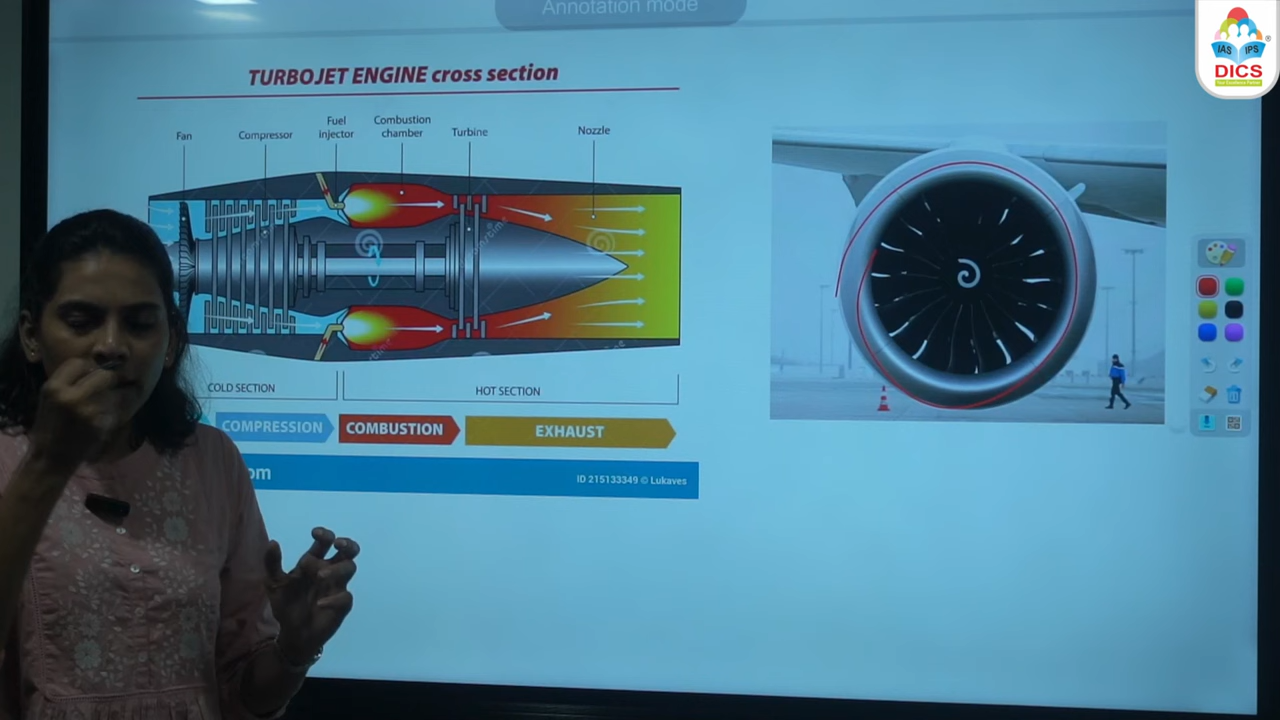 Annotation mode
IAS IPS
DICS
TURBOJET ENGINE cross section
Fan
Compressor
Fuel
injector
Combustion
chamber
Turbine
Nozzle
COLD SECTION
HOT SECTION
COMPRESSION
COMBUSTION
EXHAUST
om
ID 215133349 © Lukaves